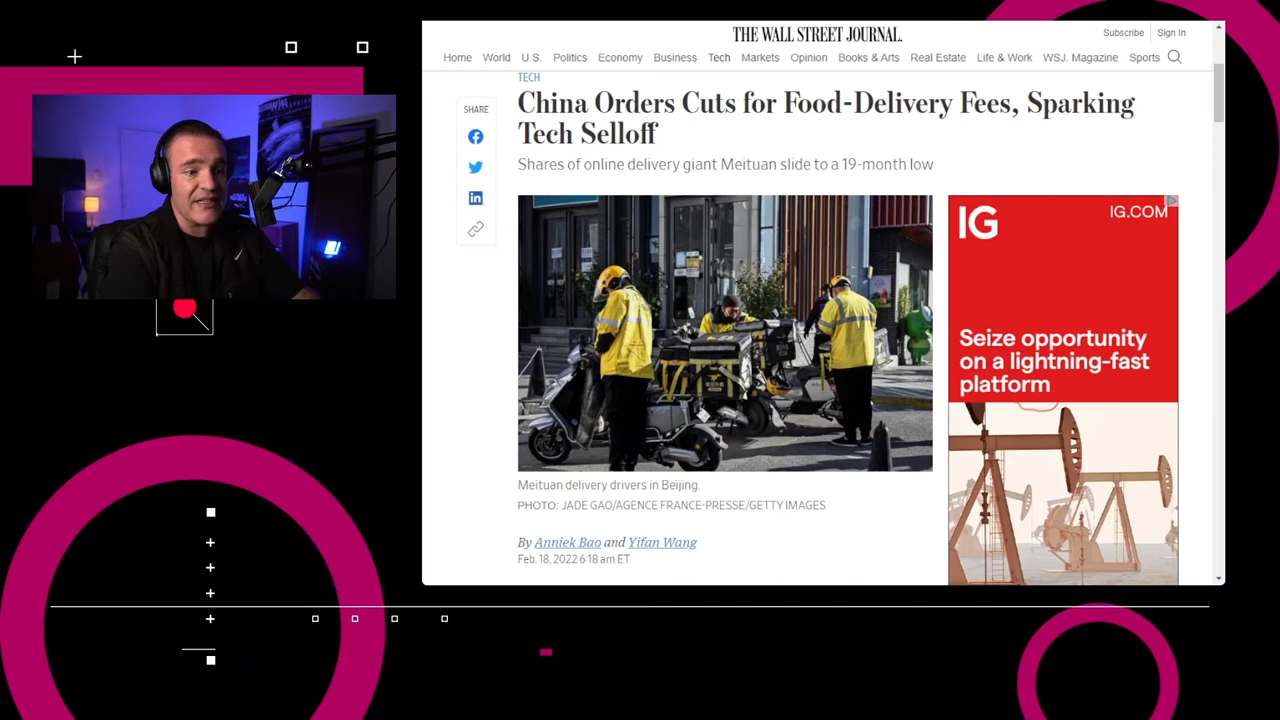 THE WALL STREET JOURNAL.
Subscribe
Sign In
Home World U.S. Politics Economy Business Tech Markets Opinion Books & Arts Real Estate Life & Work WSJ. Magazine Sports
TECH
China Orders Cuts for Food-Delivery Fees, Sparking
Tech Selloff
Shares of online delivery giant Meituan slide to a 19-month low
SHARE
IG
IG.COM
Seize opportunity
on a lightning-fast
platform
Meituan delivery drivers in Beijing.
PHOTO: JADE GAO/AGENCE FRANCE-PRESSE/GETTY IMAGES
By Anniek Bao and Yifan Wang
Feb. 18, 2022 6:18 am ET